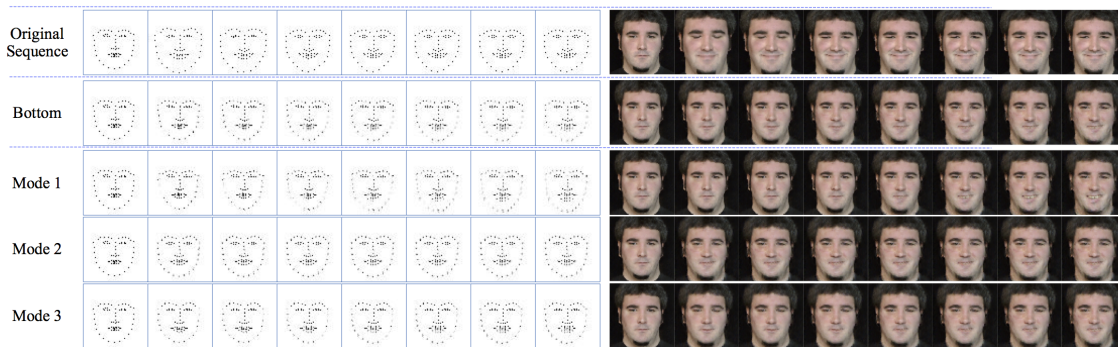 Original
Sequence
Bottom
Mode 1
Mode 2
Mode 3